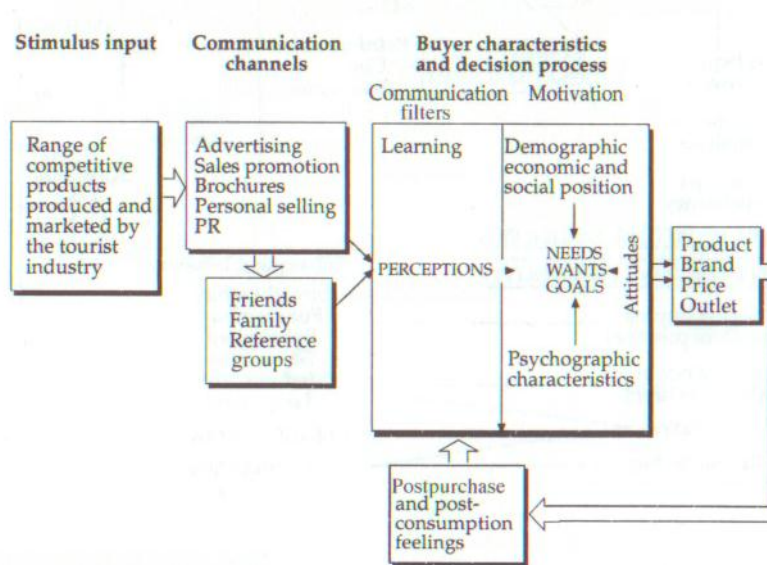 Stimulus input
Communication
channels
Buyer characteristics
and decision process
Communication
filters
Motivation
Range of
competitive
products
produced and
marketed by
the tourist
industry
Advertising
Sales promotion
Brochures
Personal selling
PR
Friends
Family
Reference
groups
Learning
PERCEPTIONS
Demographic
economic and
social position
NEEDS
WANTS
GOALS
Psychographic
characteristics
Attitudes
Product
Brand
Price
Outlet
Postpurchase
and post-
consumption
feelings